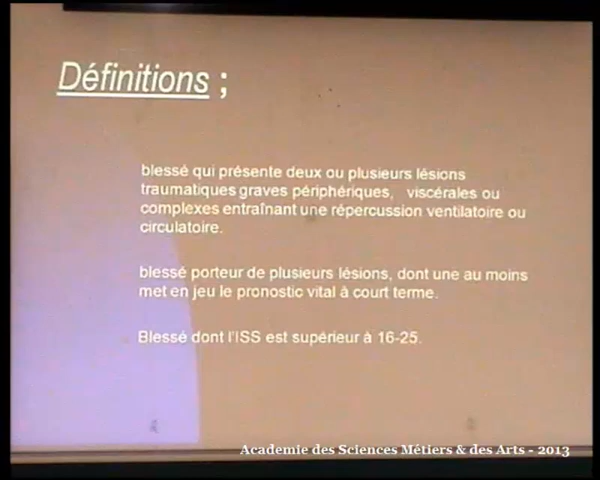 Définitions ;
blessé qui présente deux ou plusieurs lésions
traumatiques graves périphériques, viscérales ou
complexes entraînant une répercussion ventilatoire ou
circulatoire.
blessé porteur de plusieurs lésions, dont une au moins
met en jeu le pronostic vital à court terme.
Blessé dont l'ISS est supérieur à 16-25.
Academie des Sciences Métiers & des Arts - 2013